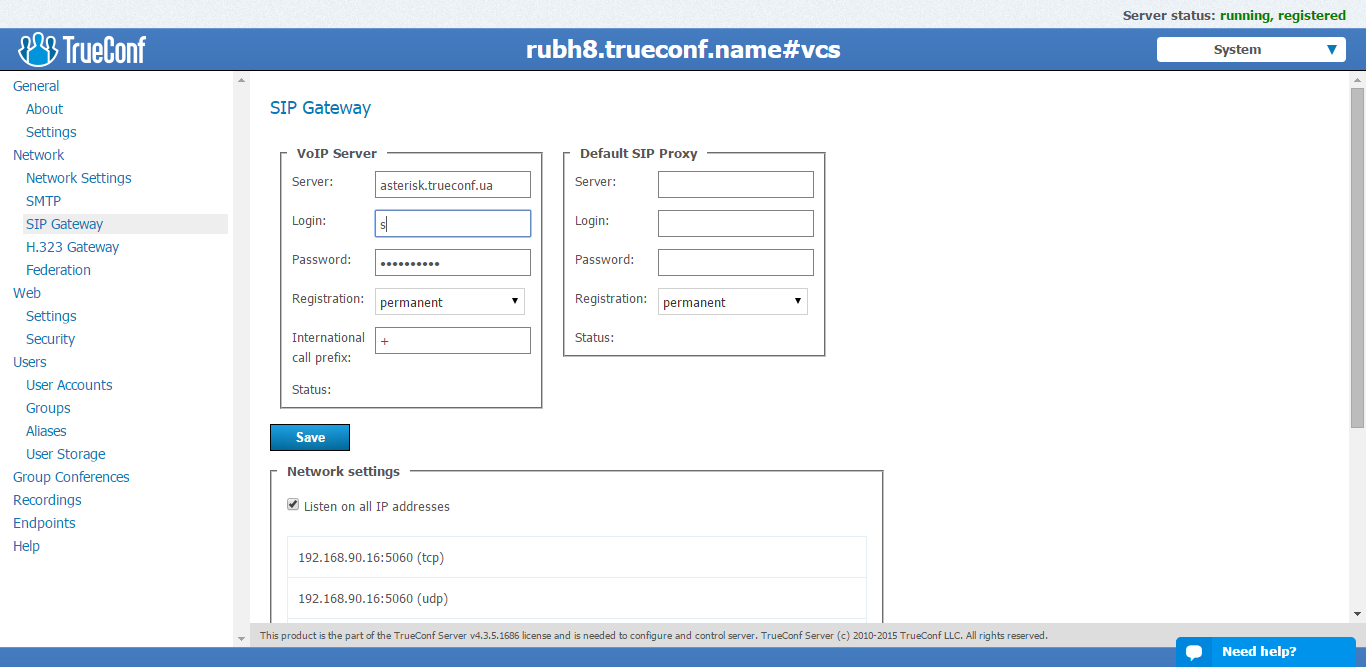 Server status: running, registered
TrueConf
rubh8.trueconf.name#vcs
System
General
About
Settings
Network
Network Settings
SMTP
SIP Gateway
H.323 Gateway
Federation
Web
Settings
Security
Users
User Accounts
Groups
Aliases
User Storage
Group Conferences
Recordings
Endpoints
Help
SIP Gateway
VoIP Server
Server: asterisk.trueconf.ua
Login: s
Password: ••••••••••
Registration: permanent
International
call prefix: +
Status:
Default SIP Proxy
Server:
Login:
Password:
Registration: permanent
Status:
Save
Network settings
Listen on all IP addresses
192.168.90.16:5060 (tcp)
192.168.90.16:5060 (udp)
This product is the part of the TrueConf Server v4.3.5.1686 license and is needed to configure and control server. TrueConf Server (c) 2010-2015 TrueConf LLC. All rights reserved.
Need help?